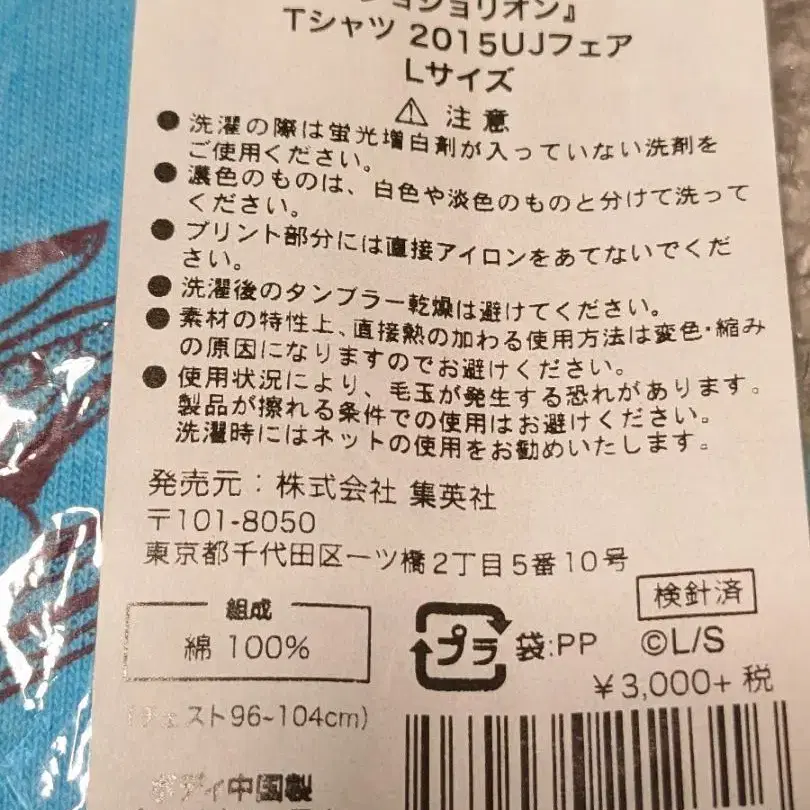 ョジョリオン』
Tシャツ 2015UJフェア
Lサイズ
⚠ 注意
● 洗濯の際は蛍光増白剤が入っていない洗剤を
ご使用ください。
● 濃色のものは、白色や淡色のものと分けて洗って
ください。
● プリント部分には直接アイロンをあてないでくだ
さい。
● 洗濯後のタンブラー乾燥は避けてください。
● 素材の特性上、直接熱の加わる使用方法は変色・縮み
の原因になりますのでお避けください。
● 使用状況により、毛玉が発生する恐れがあります。
製品が擦れる条件での使用はお避けください。
洗濯時にはネットの使用をお勧めいたします。
発売元：株式会社 集英社
〒101-8050
東京都千代田区一ツ橋2丁目5番10号
検針済
組成
綿 100%
プラ 袋:PP ©L/S
¥3,000+税
(チェスト96~104cm)
ボディ中国製